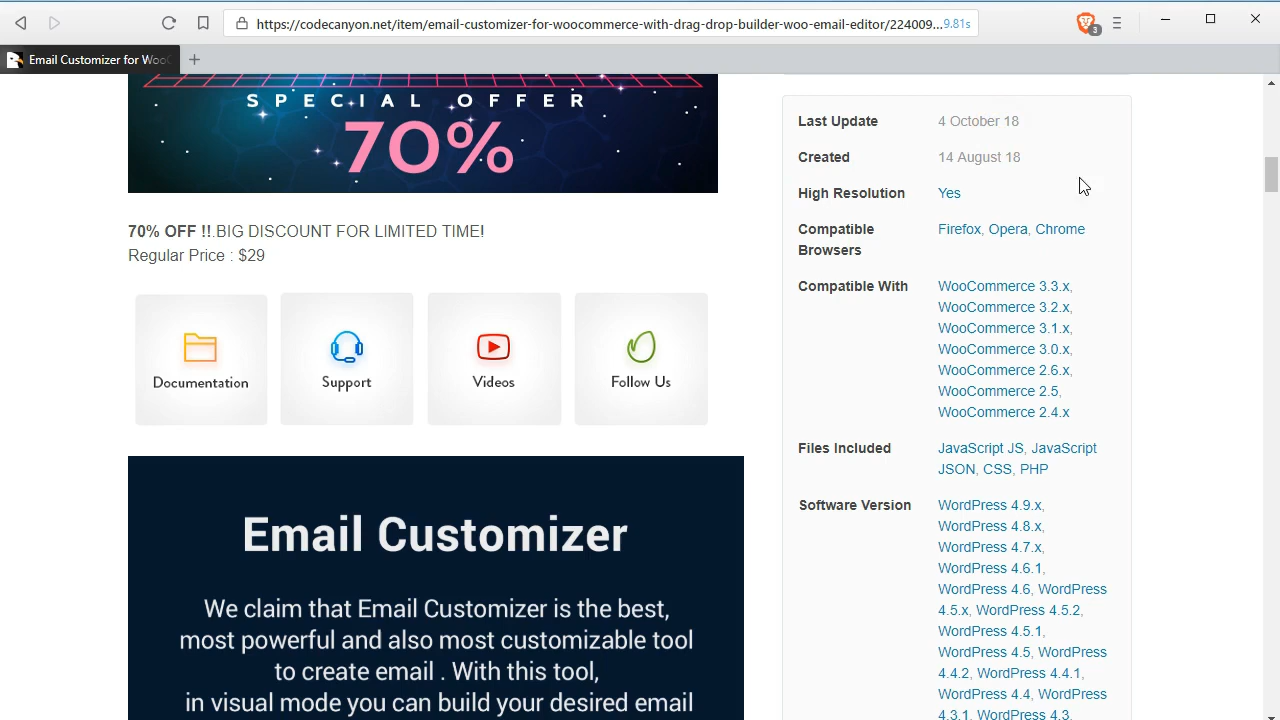 https://codecanyon.net/item/email-customizer-for-woocommerce-with-drag-drop-builder-woo-email-editor/224009... 9.81s
3
Email Customizer for WooC
SPECIAL OFFER
70%
70% OFF !!.BIG DISCOUNT FOR LIMITED TIME!
Regular Price : $29
Documentation
Support
Videos
Follow Us
Email Customizer
We claim that Email Customizer is the best,
most powerful and also most customizable tool
to create email . With this tool,
in visual mode you can build your desired email
Last Update 4 October 18
Created 14 August 18
High Resolution Yes
Compatible Browsers Firefox, Opera, Chrome
Compatible With WooCommerce 3.3.x,
WooCommerce 3.2.x,
WooCommerce 3.1.x,
WooCommerce 3.0.x,
WooCommerce 2.6.x,
WooCommerce 2.5,
WooCommerce 2.4.x
Files Included JavaScript JS, JavaScript
JSON, CSS, PHP
Software Version WordPress 4.9.x,
WordPress 4.8.x,
WordPress 4.7.x,
WordPress 4.6.1,
WordPress 4.6, WordPress
4.5.x, WordPress 4.5.2,
WordPress 4.5.1,
WordPress 4.5, WordPress
4.4.2, WordPress 4.4.1,
WordPress 4.4, WordPress
4.3.1, WordPress 4.3,